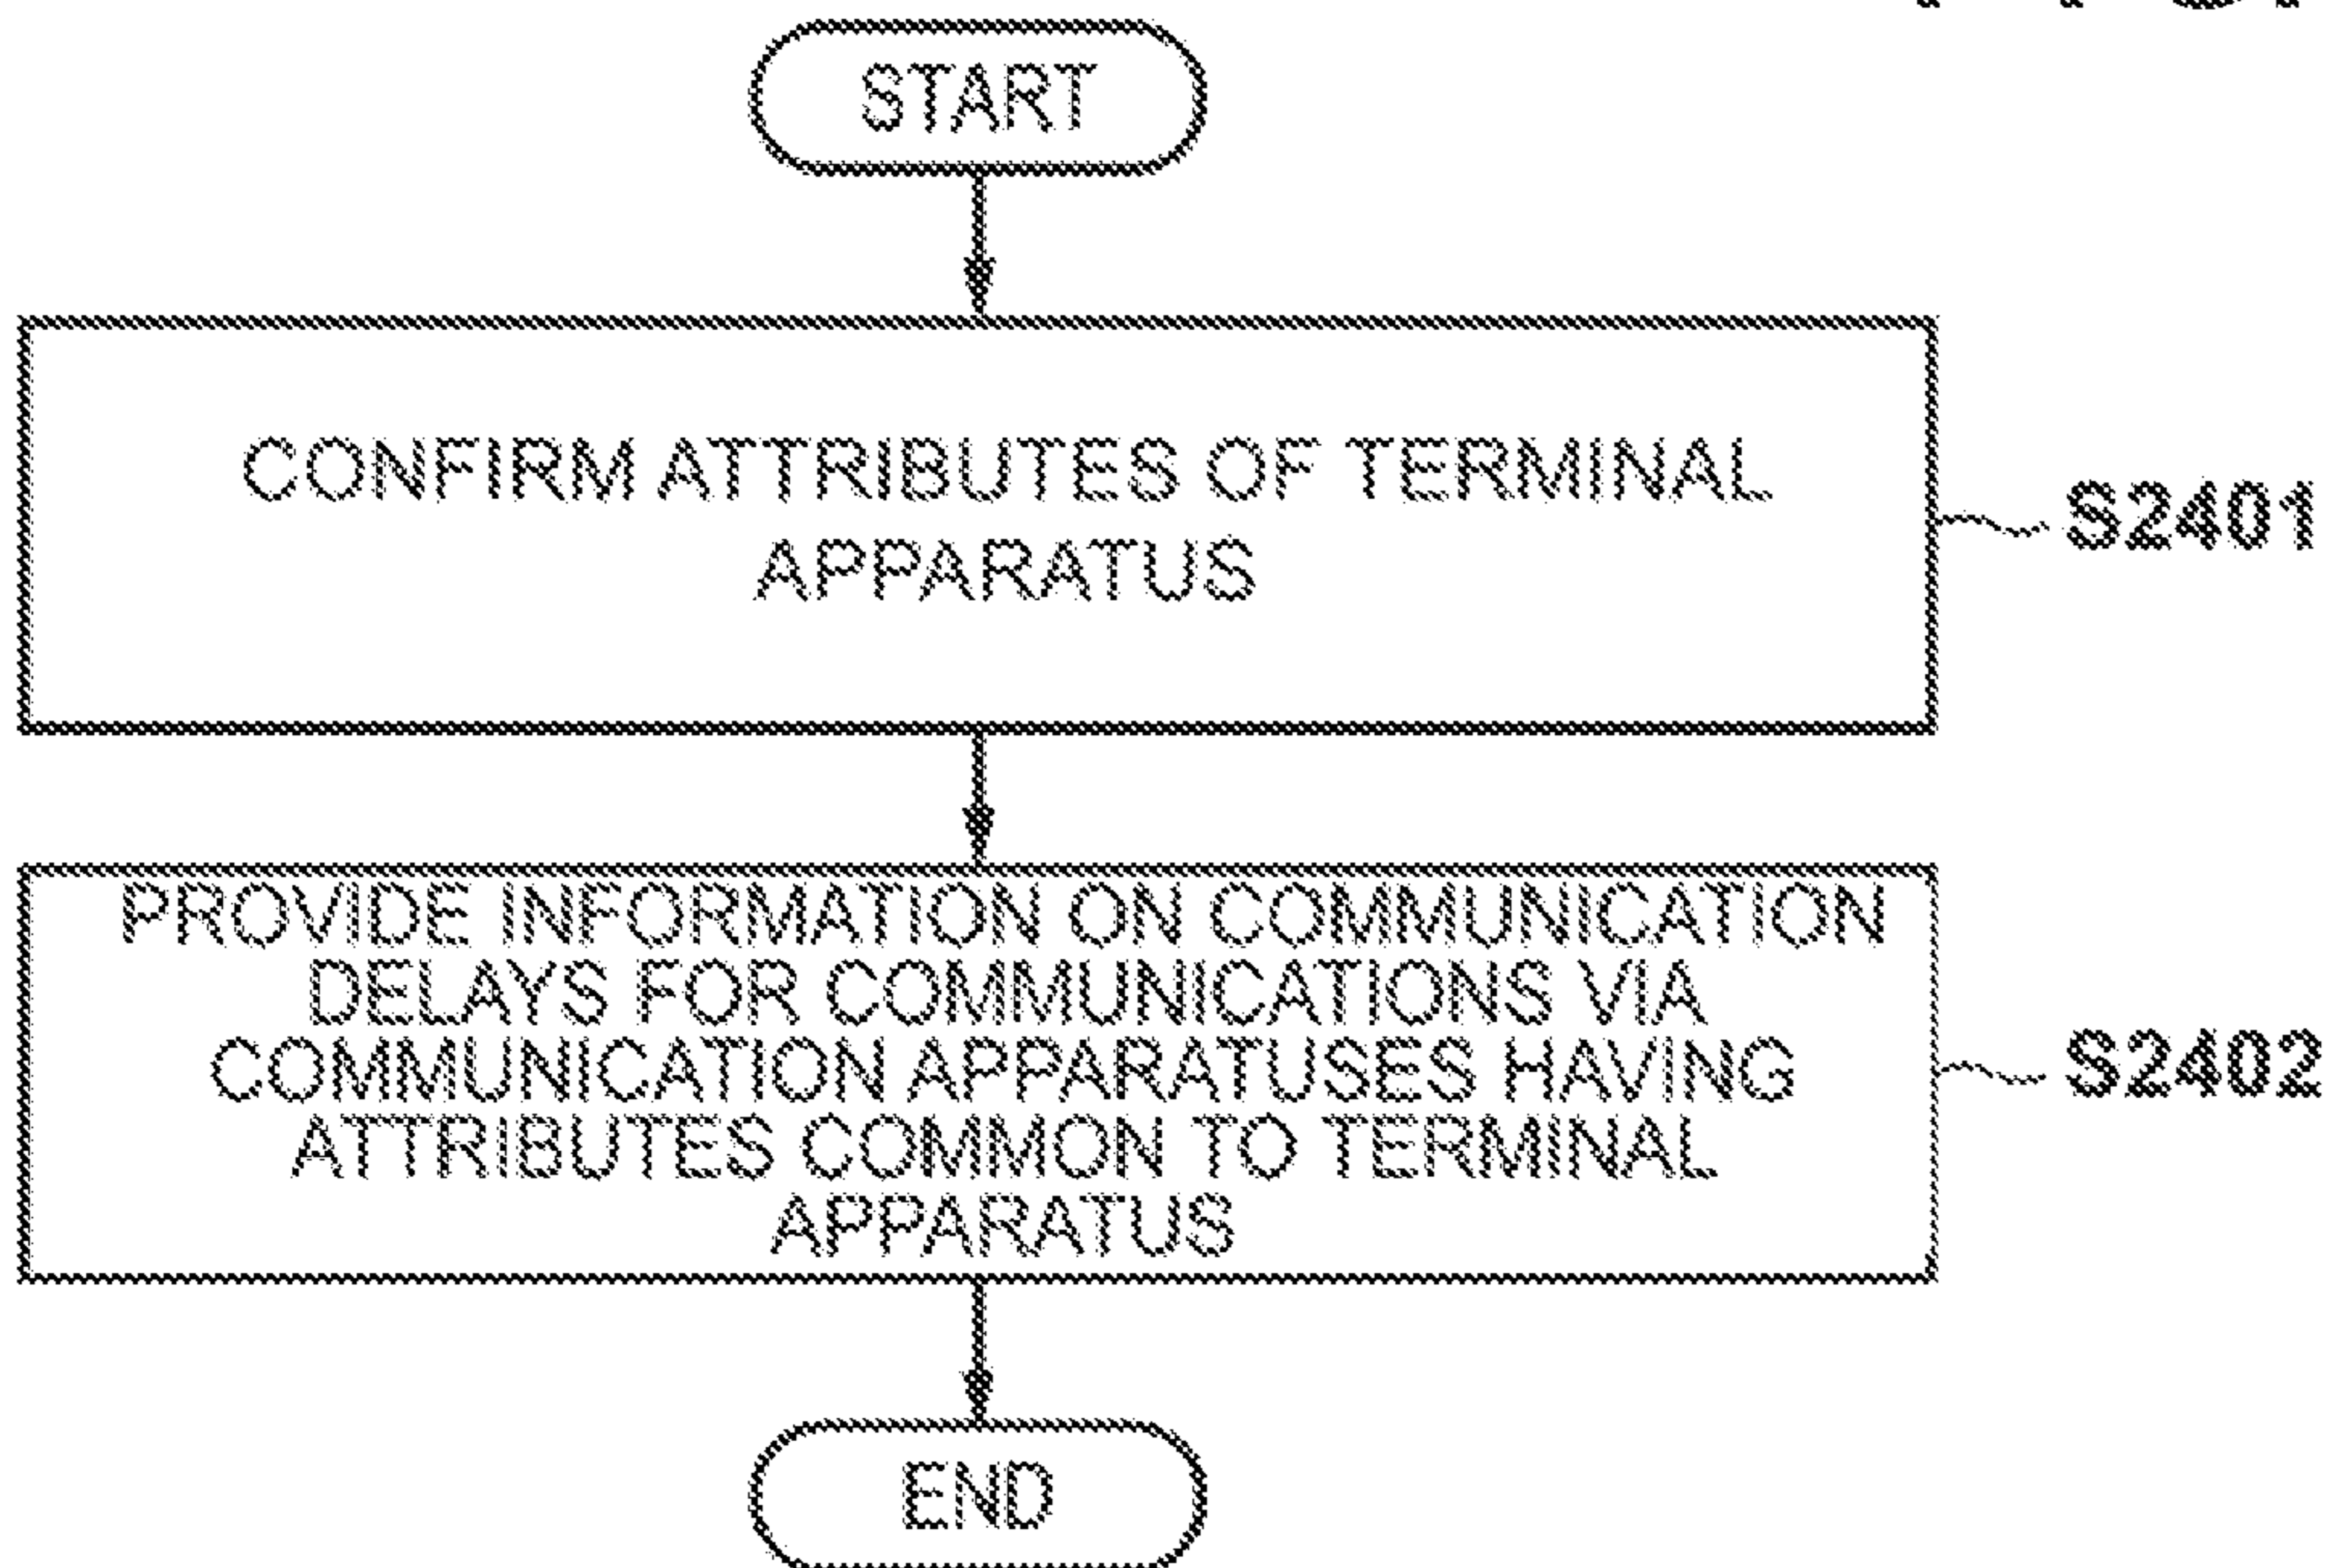 START
CONFIRM ATTRIBUTES OF TERMINAL
APPARATUS
S2401
PROVIDE INFORMATION ON COMMUNICATION
DELAYS FOR COMMUNICATIONS VIA
COMMUNICATION APPARATUSES HAVING
ATTRIBUTES COMMON TO TERMINAL
APPARATUS
S2402
END